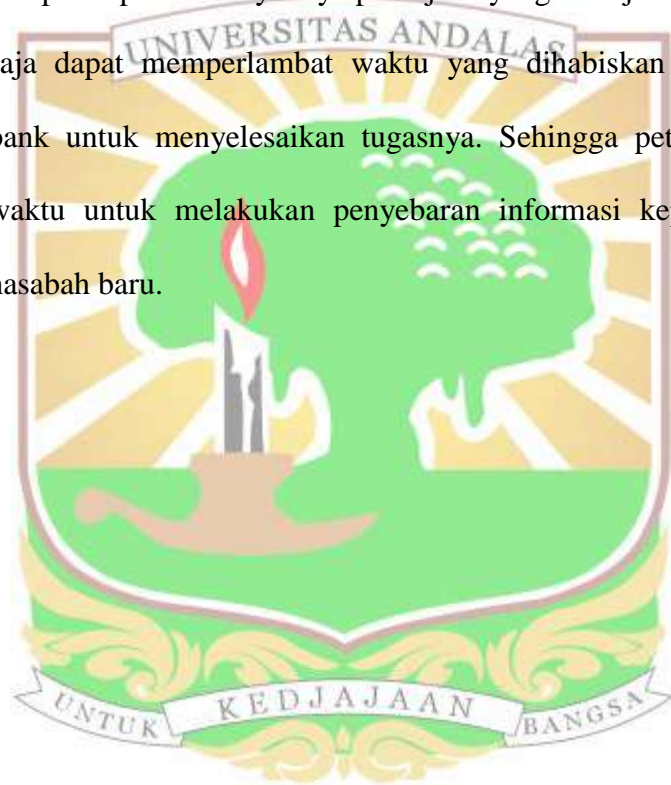 UNIVERSITAS ANDALAS
aja dapat memperlambat waktu yang dihabiskan
bank untuk menyelesaikan tugasnya. Sehingga pet
waktu untuk melakukan penyebaran informasi ke
nasabah baru.
UNTUK KEDJAJAAN BANGSA